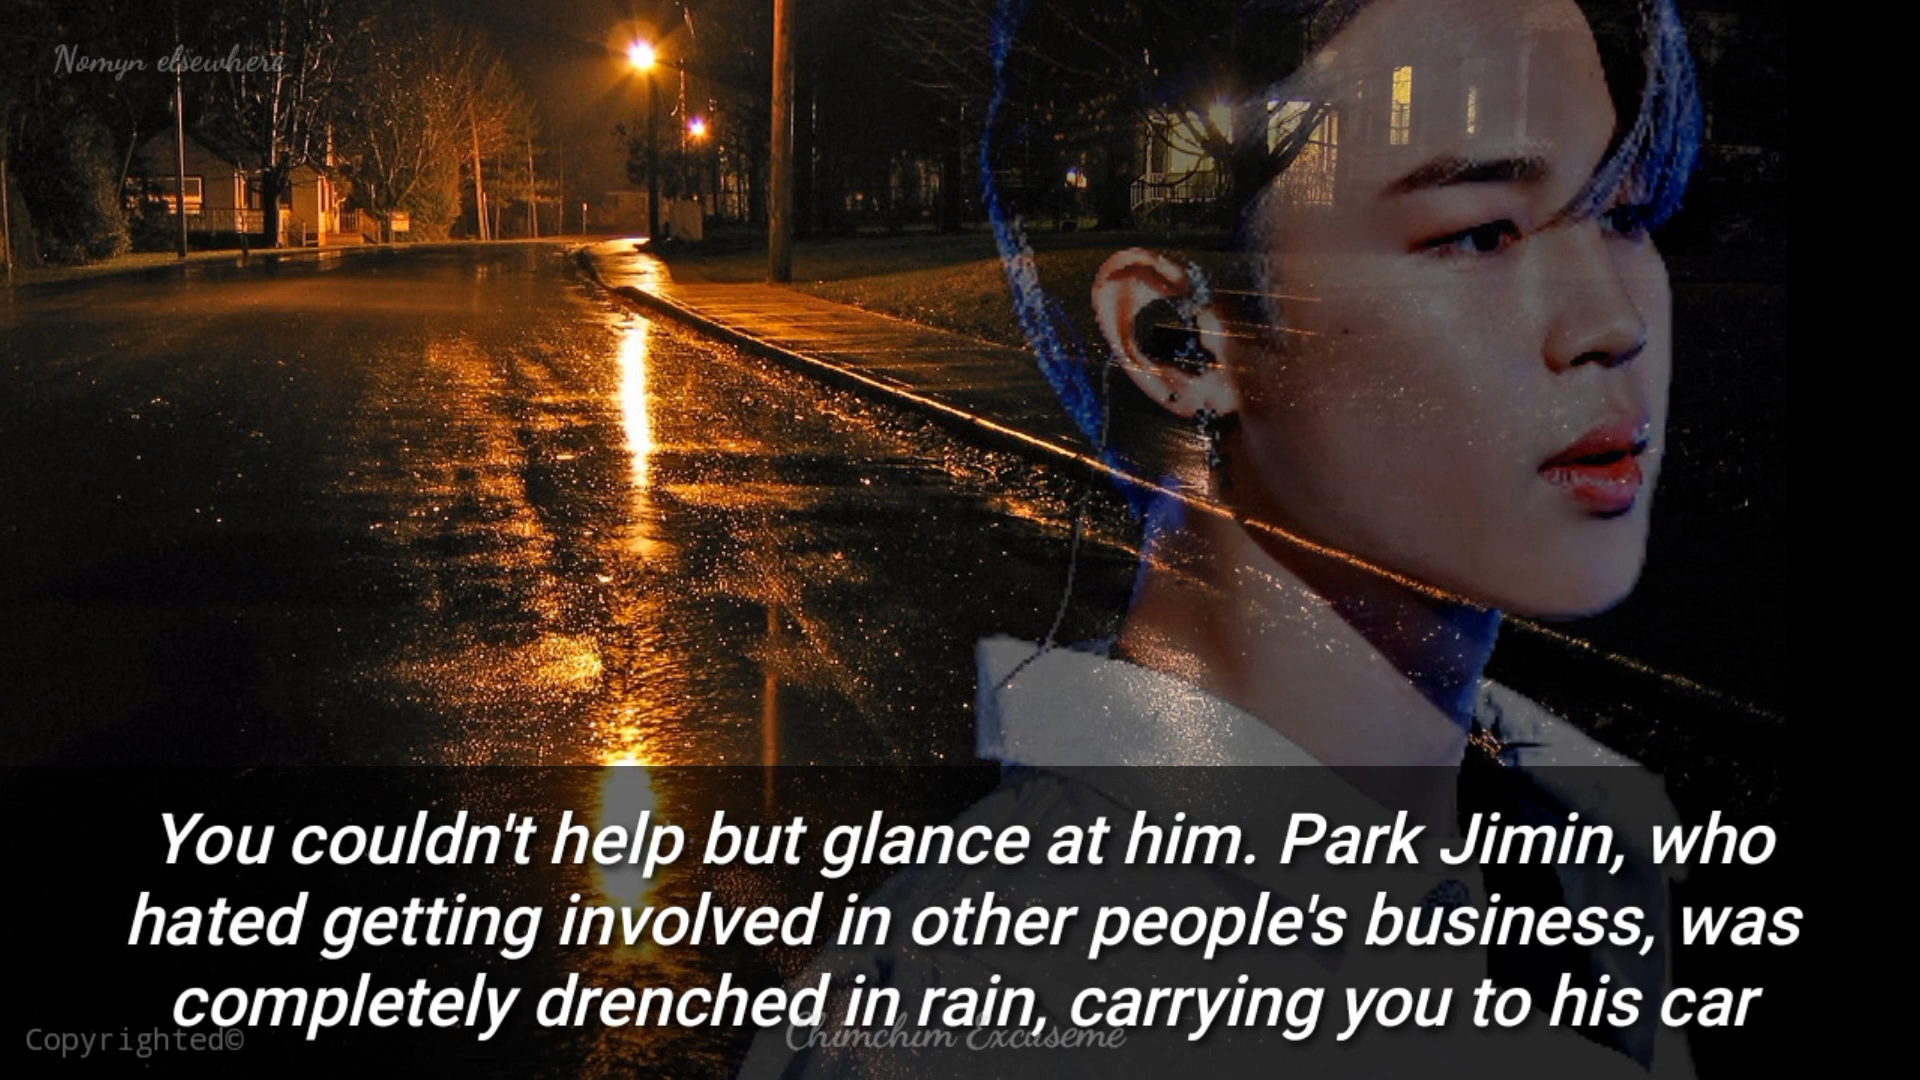 Nomyn elsewhere
You couldn't help but glance at him. Park Jimin, who
hated getting involved in other people's business, was
completely drenched in rain, carrying you to his car
Copyrighted©
Chimchim Excuseme